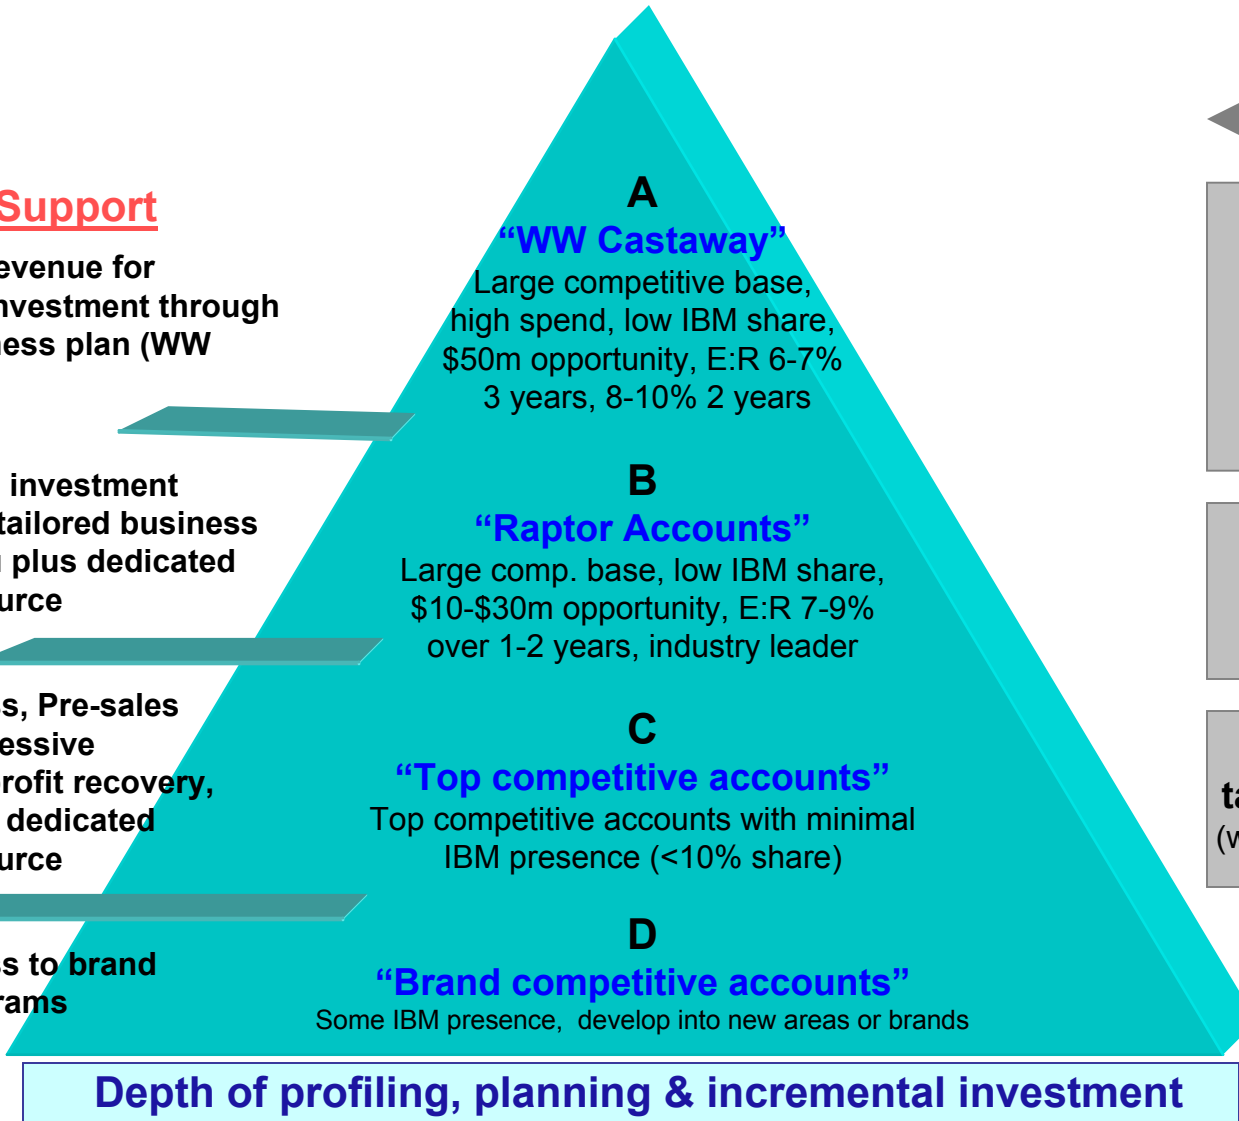 Support
evenue for
nvestment through
ness plan (WW
investment
tailored business
plus dedicated
urce
ss, Pre-sales
essive
rofit recovery,
dedicated
urce
ss to brand
rams
A
“WW Castaway”
Large competitive base,
high spend, low IBM share,
$50m opportunity, E:R 6-7%
3 years, 8-10% 2 years
B
“Raptor Accounts”
Large comp. base, low IBM share,
$10-$30m opportunity, E:R 7-9%
over 1-2 years, industry leader
C
“Top competitive accounts”
Top competitive accounts with minimal
IBM presence (<10% share)
D
“Brand competitive accounts”
Some IBM presence, develop into new areas or brands
ta
(w
Depth of profiling, planning & incremental investment